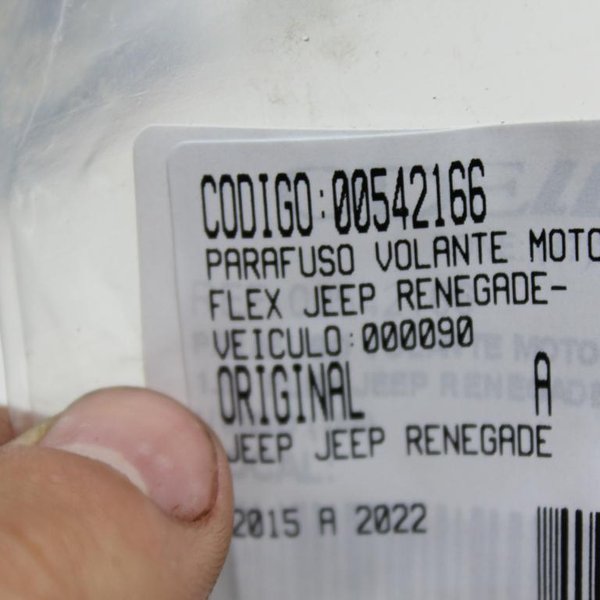 CODIGO:00542166
PARAFUSO VOLANTE MOTO
FLEX JEEP RENEGADE-
VEICULO:000090
ORIGINAL A
JEEP JEEP RENEGADE
2015 A 2022